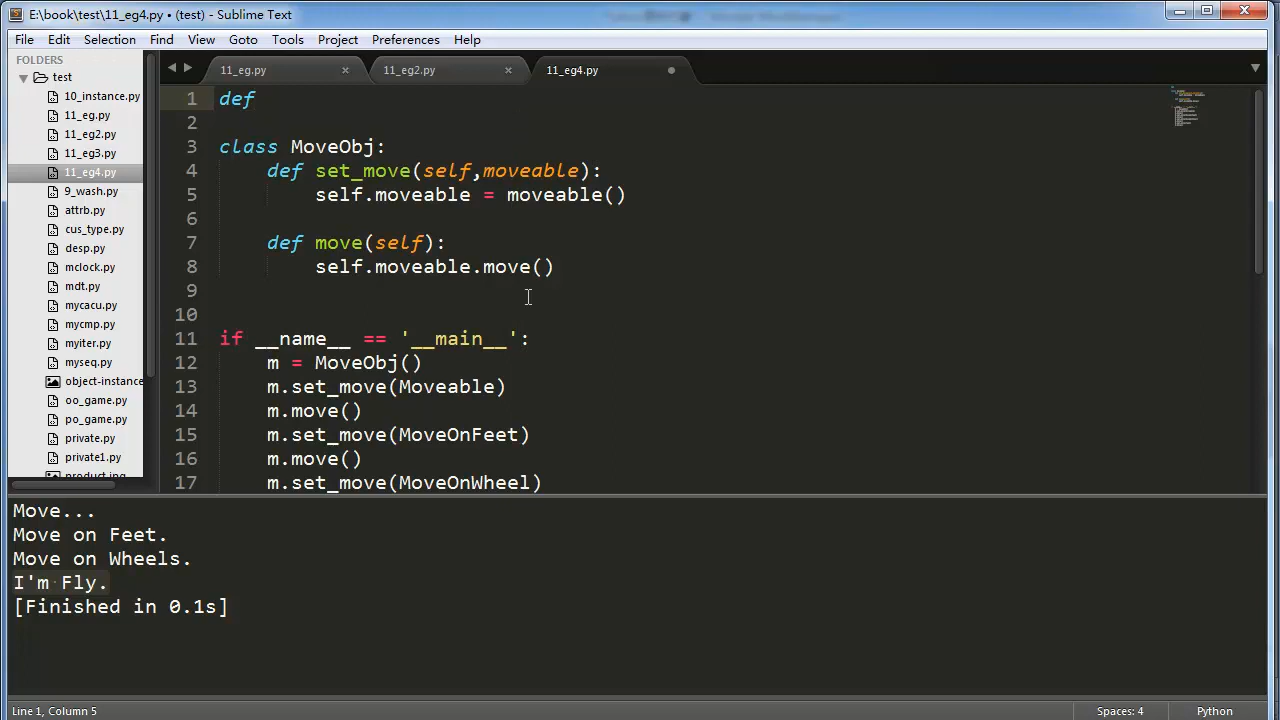 E:\book\test\11_eg4.py • (test) - Sublime Text
File Edit Selection Find View Goto Tools Project Preferences Help
FOLDERS
test
10_instance.py
11_eg.py
11_eg2.py
11_eg3.py
11_eg4.py
9_wash.py
attrb.py
cus_type.py
desp.py
mclock.py
mdt.py
mycacu.py
mycmp.py
myiter.py
myseq.py
object-instance
oo_game.py
po_game.py
private.py
private1.py
product.ing
11_eg.py 11_eg2.py 11_eg4.py
1 def
2
3 class MoveObj:
4 def set_move(self,moveable):
5 self.moveable = moveable()
6
7 def move(self):
8 self.moveable.move()
9
10
11 if __name__ == '__main__':
12 m = MoveObj()
13 m.set_move(Moveable)
14 m.move()
15 m.set_move(MoveOnFeet)
16 m.move()
17 m.set_move(MoveOnWheel)
Move...
Move on Feet.
Move on Wheels.
I'm Fly.
[Finished in 0.1s]
Line 1, Column 5 Spaces: 4 Python